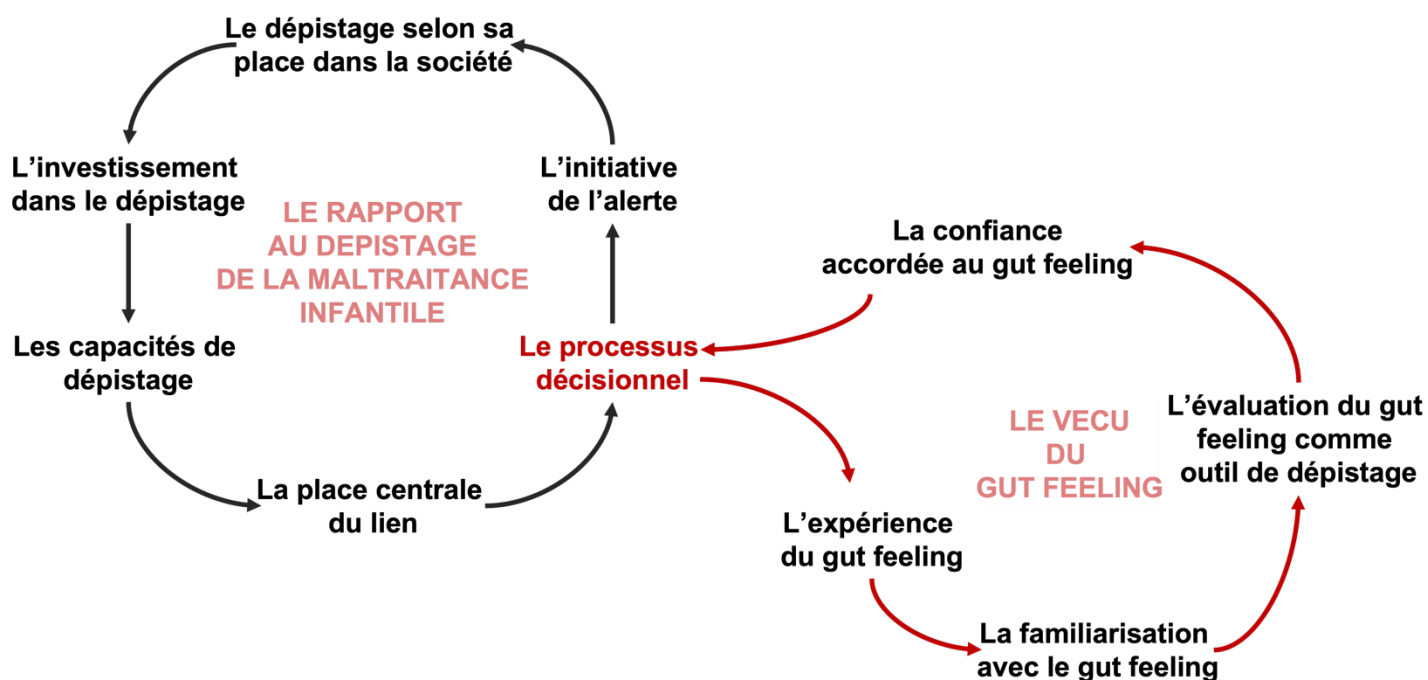 Le dépistage selon sa
place dans la société
L’investissement
dans le dépistage
L’initiative
de l’alerte
LE RAPPORT
AU DEPISTAGE
DE LA MALTRAITANCE
INFANTILE
La confiance
accordée au gut feeling
Les capacités de
dépistage
Le processus
décisionnel
L’évaluation du gut
feeling comme
outil de dépistage
LE VECU
DU
GUT FEELING
La place centrale
du lien
L’expérience
du gut feeling
La familiarisation
avec le gut feeling